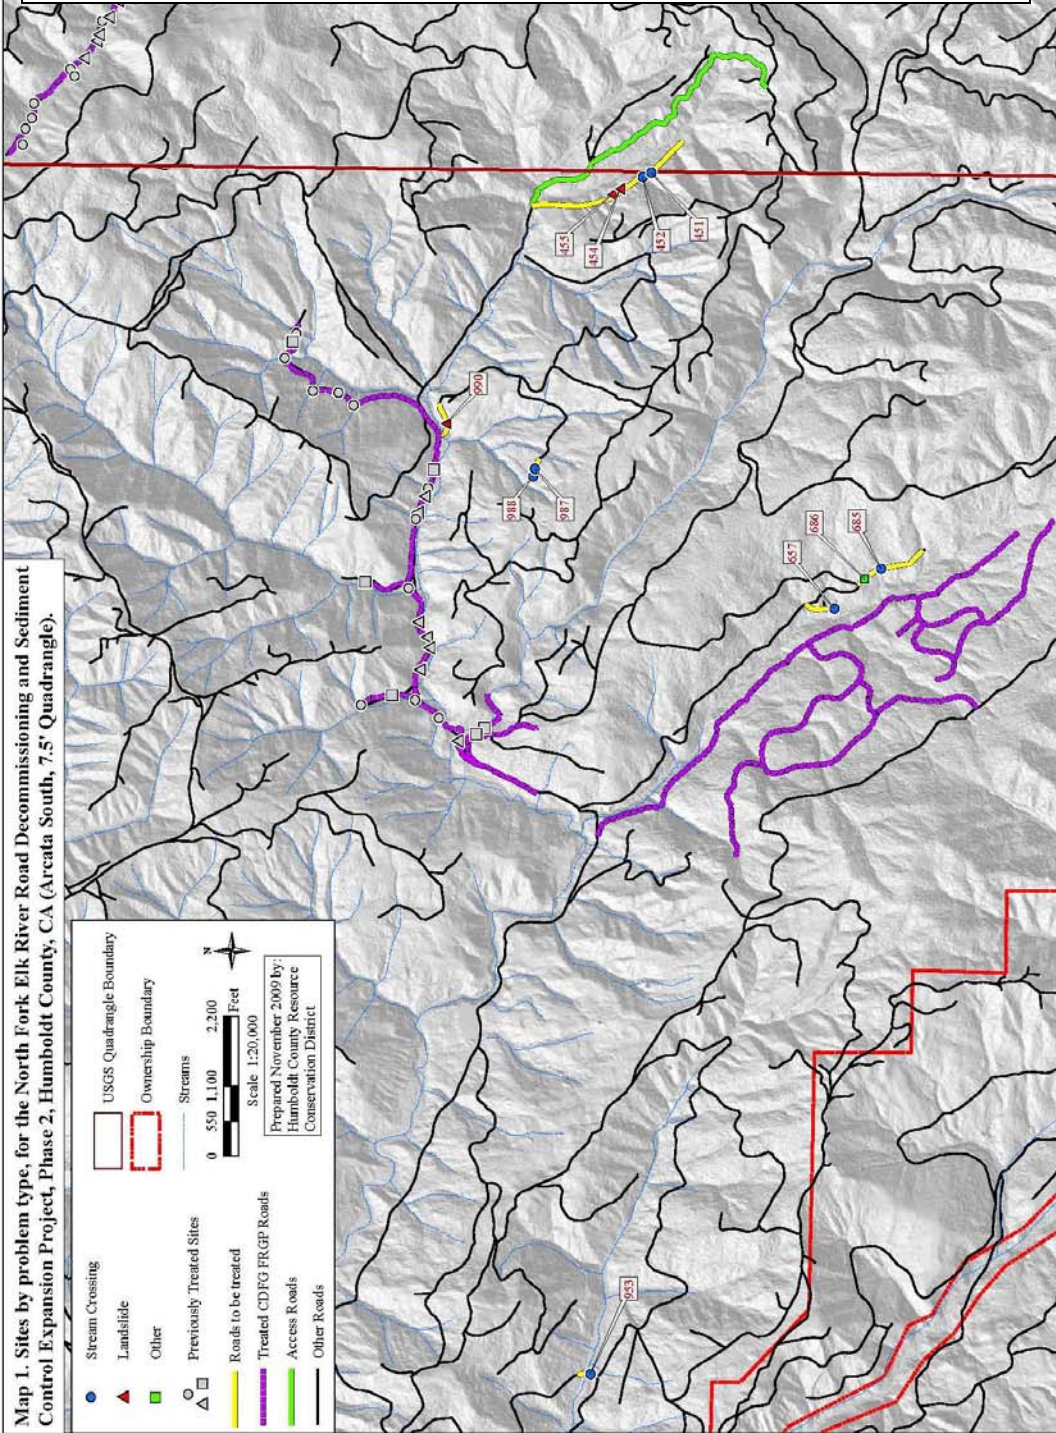 Map 1. Sites by problem type, for the North Fork Elk River Road Decommissioning and Sediment
Control Expansion Project, Phase 2, Humboldt County, CA (Arcata South, 7.5' Quadrangle).
Stream Crossing
Landslide
Other
Previously Treated Sites
Roads to be treated
Treated CDFG FRGP Roads
Access Roads
Other Roads
USGS Quadrangle Boundary
Ownership Boundary
Streams
0 550 1,100 2,200
Feet
Scale 1:20,000
N
Prepared November 2009 by:
Humboldt County Resource
Conservation District
990
988
987
455
454
452
451
657
686
685
953